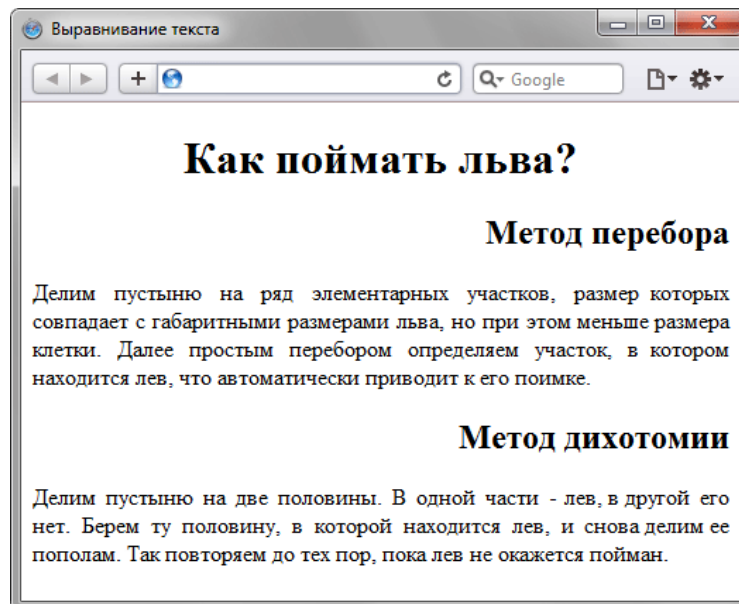 Выравнивание текста
Google
Как поймать льва?
Метод перебора
Делим пустыню на ряд элементарных участков, размер которых
совпадает с габаритными размерами льва, но при этом меньше размера
клетки. Далее простым перебором определяем участок, в котором
находится лев, что автоматически приводит к его поимке.
Метод дихотомии
Делим пустыню на две половины. В одной части - лев, в другой его
нет. Берем ту половину, в которой находится лев, и снова делим ее
пополам. Так повторяем до тех пор, пока лев не окажется пойман.